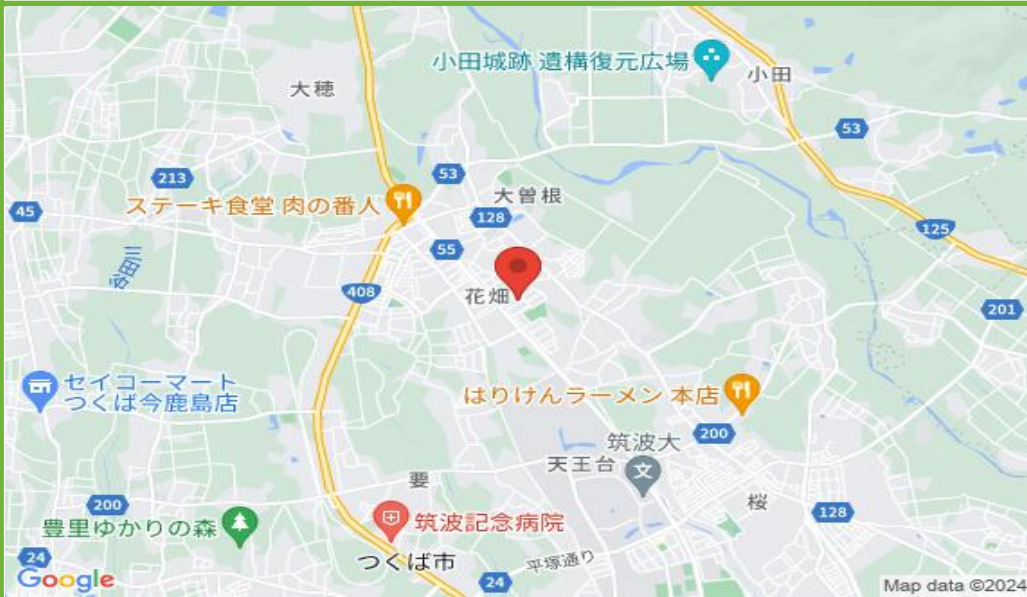 小田城跡 遺構復元広場
小田
大穂
53
53
213
大曽根
45
ステーキ食堂 肉の番人
128
125
55
三田谷
花畑
408
201
セイコーマート
つくば今鹿島店
はりけんラーメン 本店
200
筑波大
天王台
要
桜
200
筑波記念病院
128
豊里ゆかりの森
つくば市
平塚通り
24
24
Google
Map data ©2024